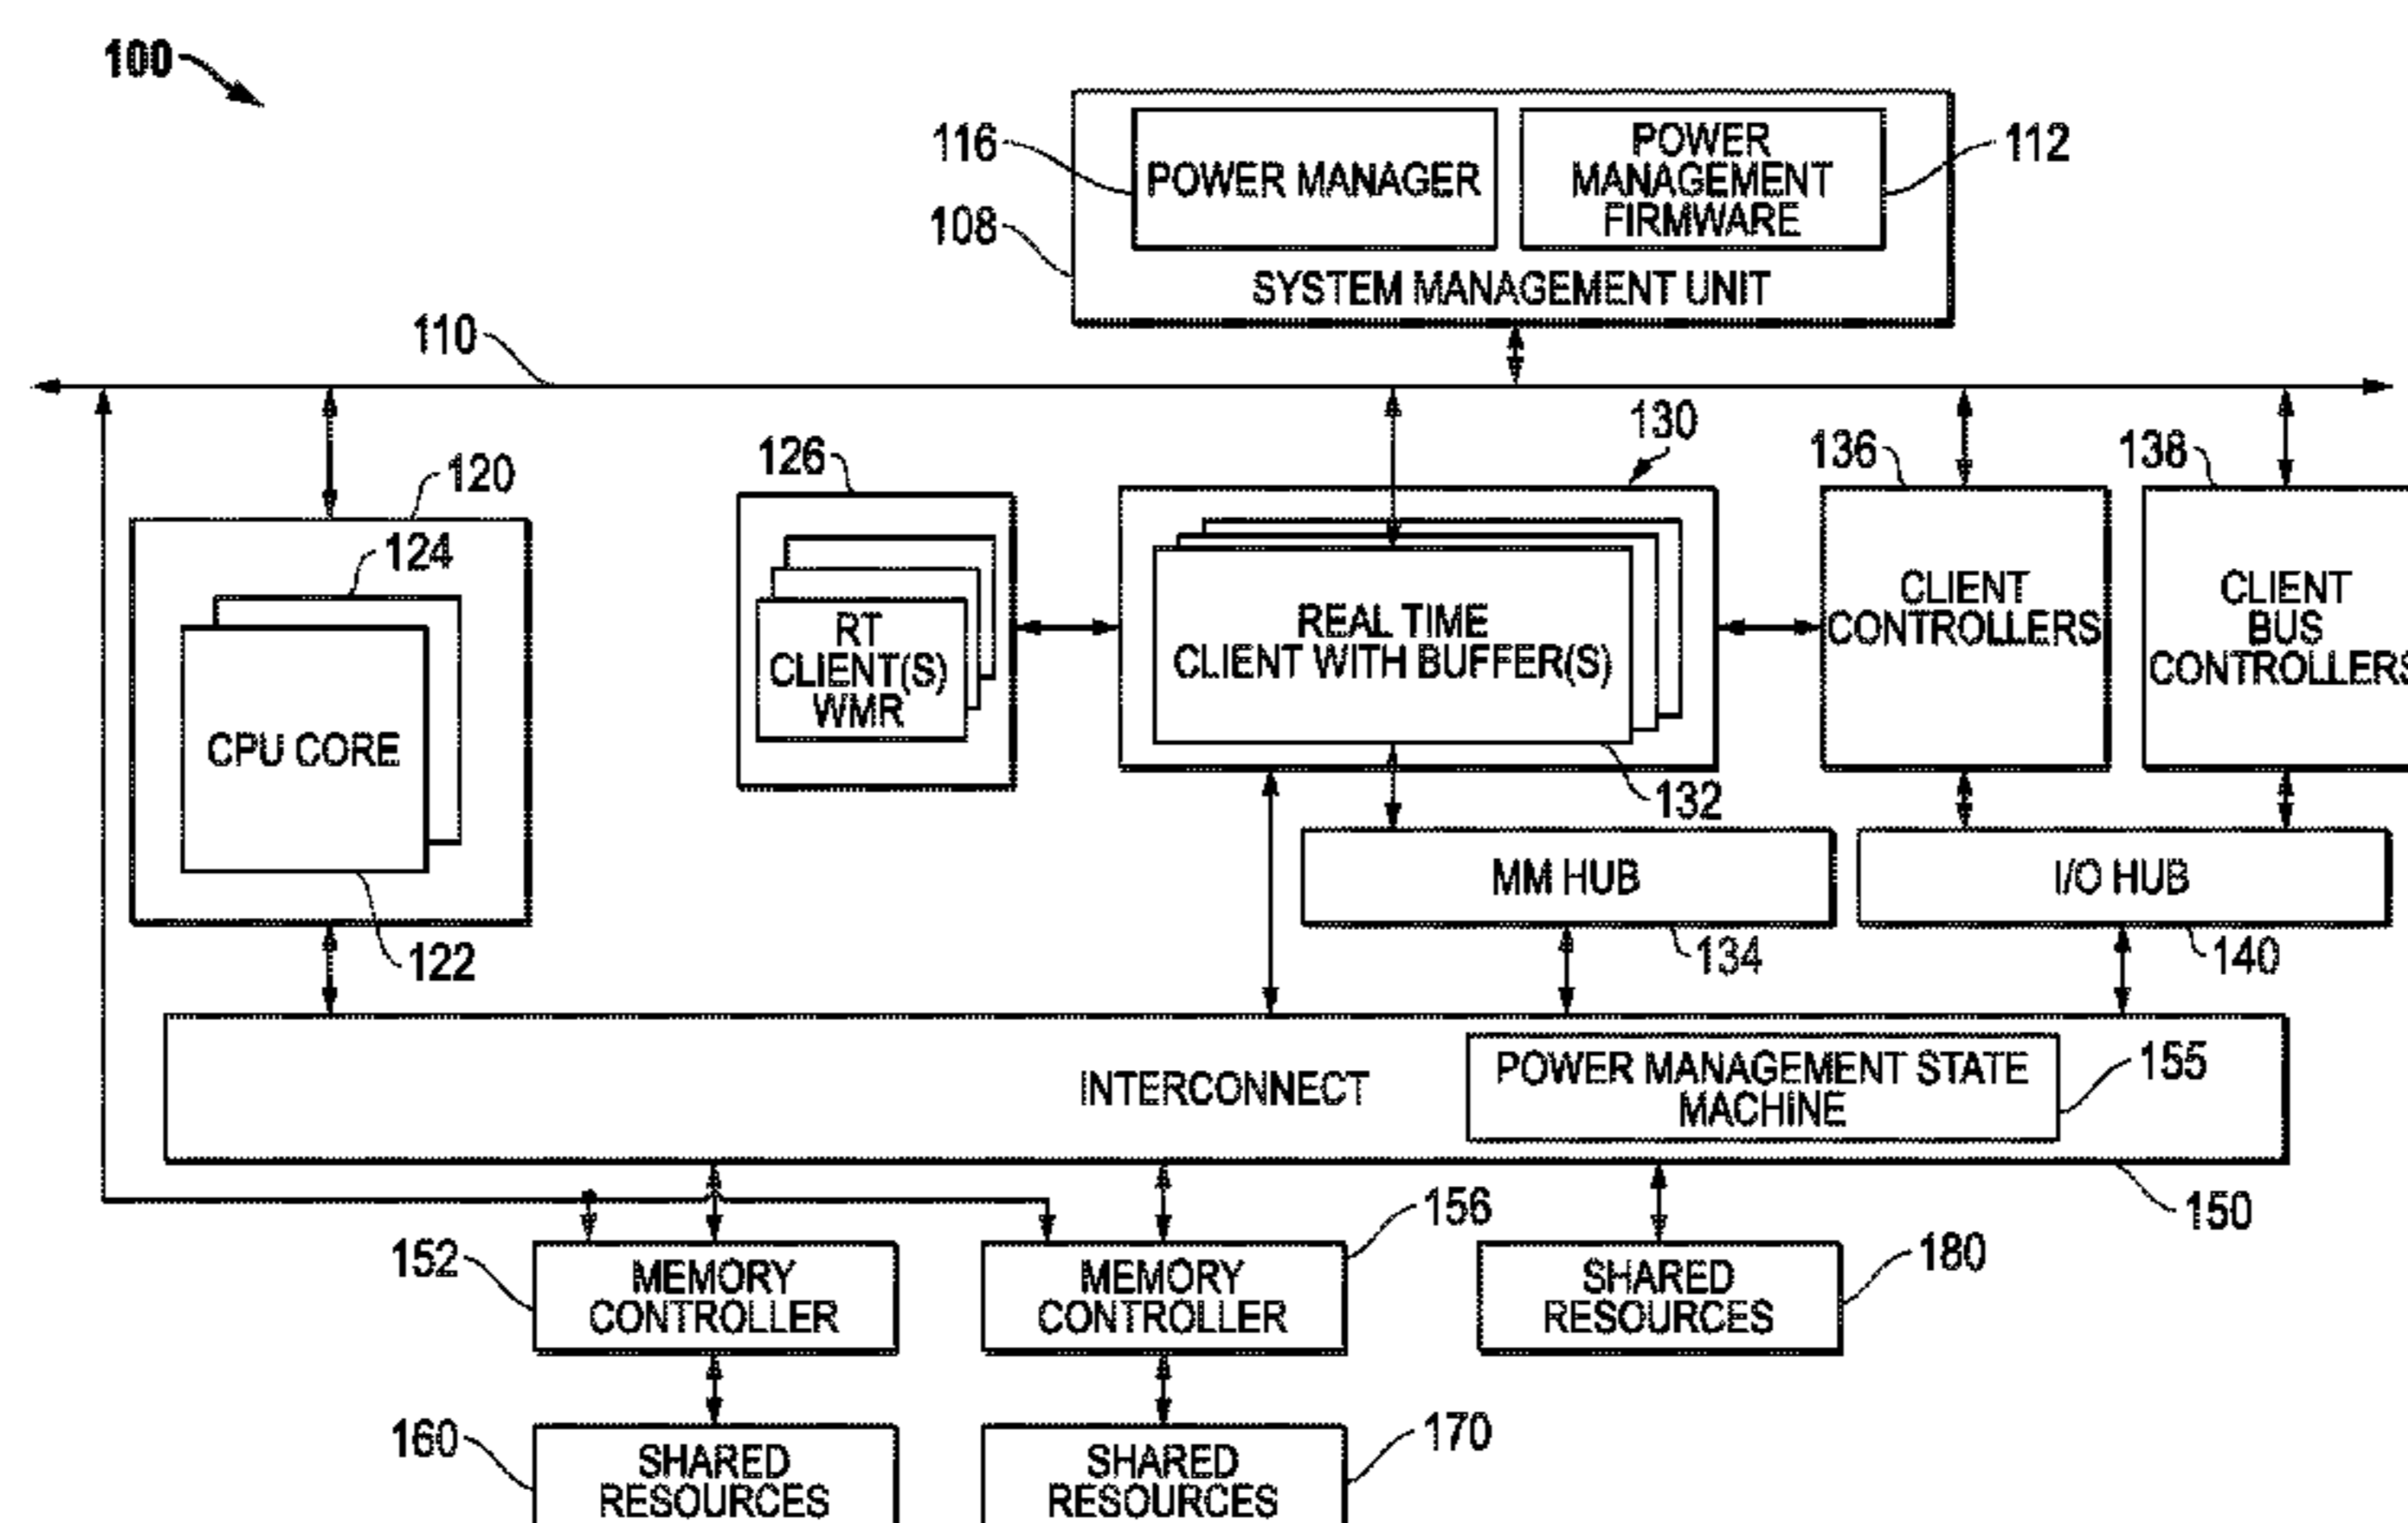 100
116
POWER MANAGER
POWER
MANAGEMENT
FIRMWARE
112
108
SYSTEM MANAGEMENT UNIT
110
130
126
136
138
120
124
CPU CORE
122
RT
CLIENT(S)
WMR
REAL TIME
CLIENT WITH BUFFER(S)
132
CLIENT
CONTROLLERS
CLIENT
BUS
CONTROLLERS
MM HUB
134
I/O HUB
140
INTERCONNECT
POWER MANAGEMENT STATE
MACHINE
155
150
152
MEMORY
CONTROLLER
156
MEMORY
CONTROLLER
180
SHARED
RESOURCES
160
SHARED
RESOURCES
170
SHARED
RESOURCES